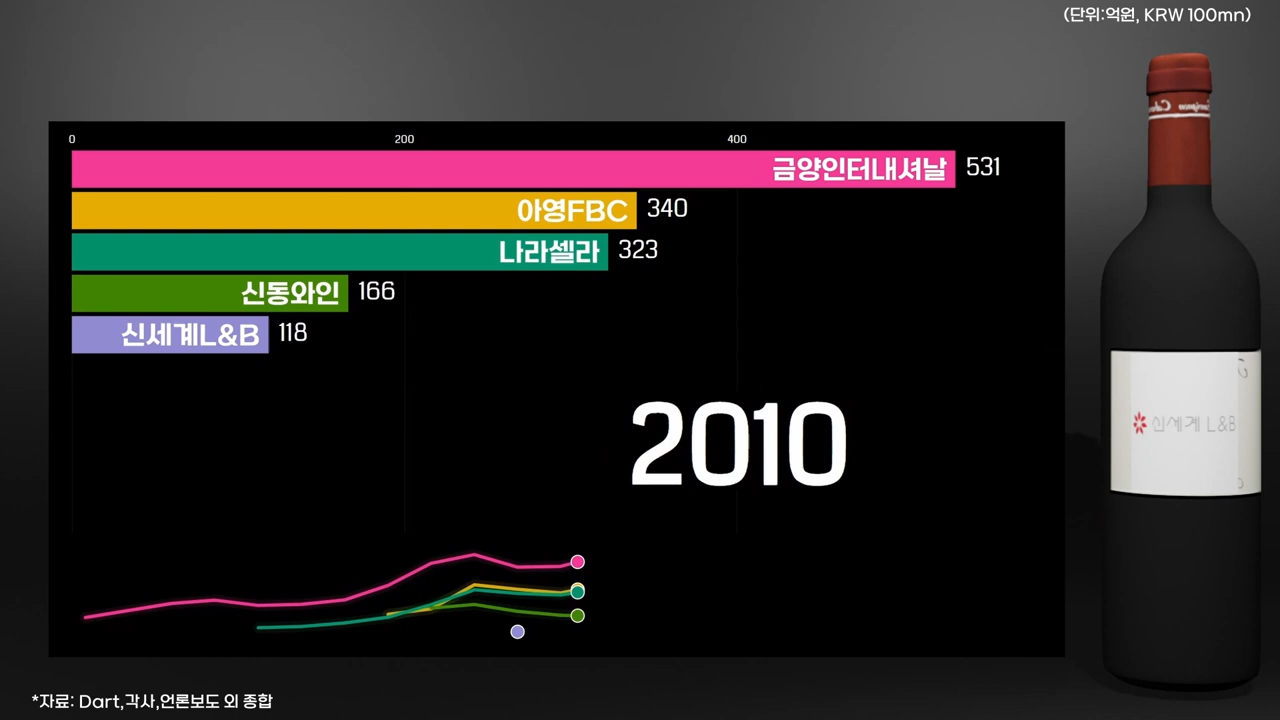 (단위:억원, KRW 100mn)
0 200 400
금양인터내셔날 531
아영FBC 340
나라셀라 323
신동와인 166
신세계L&B 118
2010
신세계 L&B
*자료: Dart,각사,언론보도 외 종합